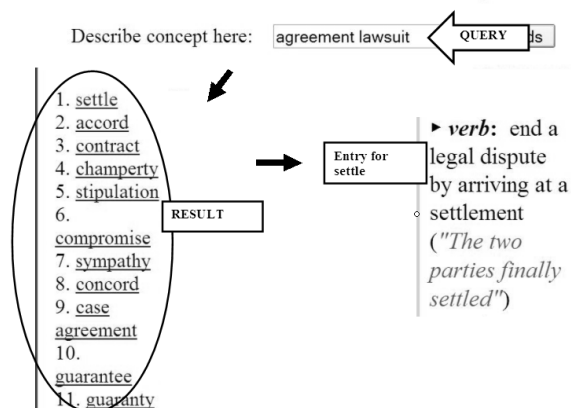 Describe concept here: agreement lawsuit QUERY ds
1. settle
2. accord
3. contract
4. champerty
5. stipulation
6.
compromise
7. sympathy
8. concord
9. case
agreement
10.
guarantee
11. guaranty
RESULT
Entry for
settle
► verb: end a
legal dispute
by arriving at a
settlement
("The two
parties finally
settled")